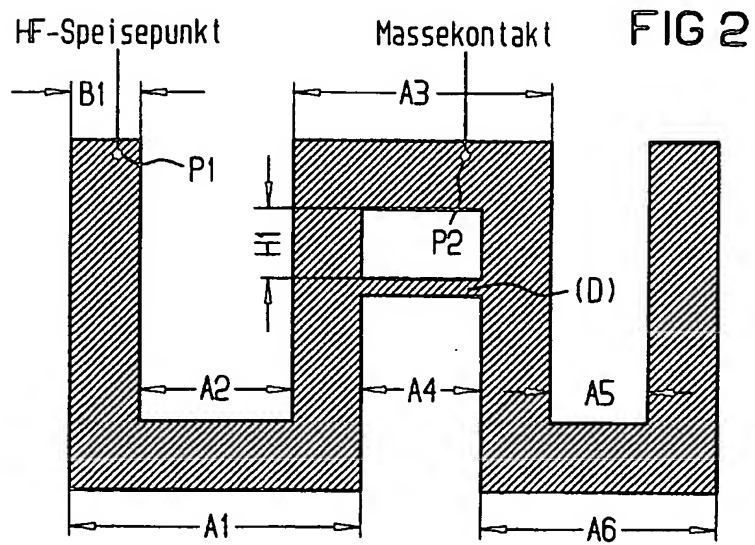 FIG 2
HF-Speisepunkt
Massekontakt
B1
A3
P1
P2
H1
(D)
A2
A4
A5
A1
A6